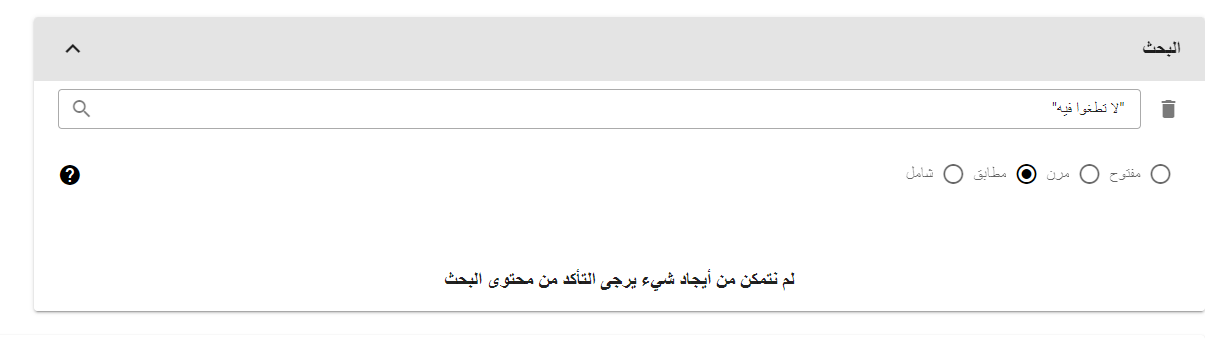 البحث
"لا تطغوا فيه"
مفتوح مرن مطابق شامل
لم نتمكن من أيجاد شيء يرجى التأكد من محتوى البحث